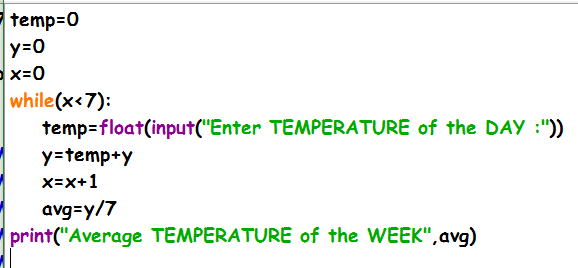 temp=0
y=0
x=0
while(x<7):
    temp=float(input("Enter TEMPERATURE of the DAY :"))
    y=temp+y
    x=x+1
    avg=y/7
print("Average TEMPERATURE of the WEEK",avg)